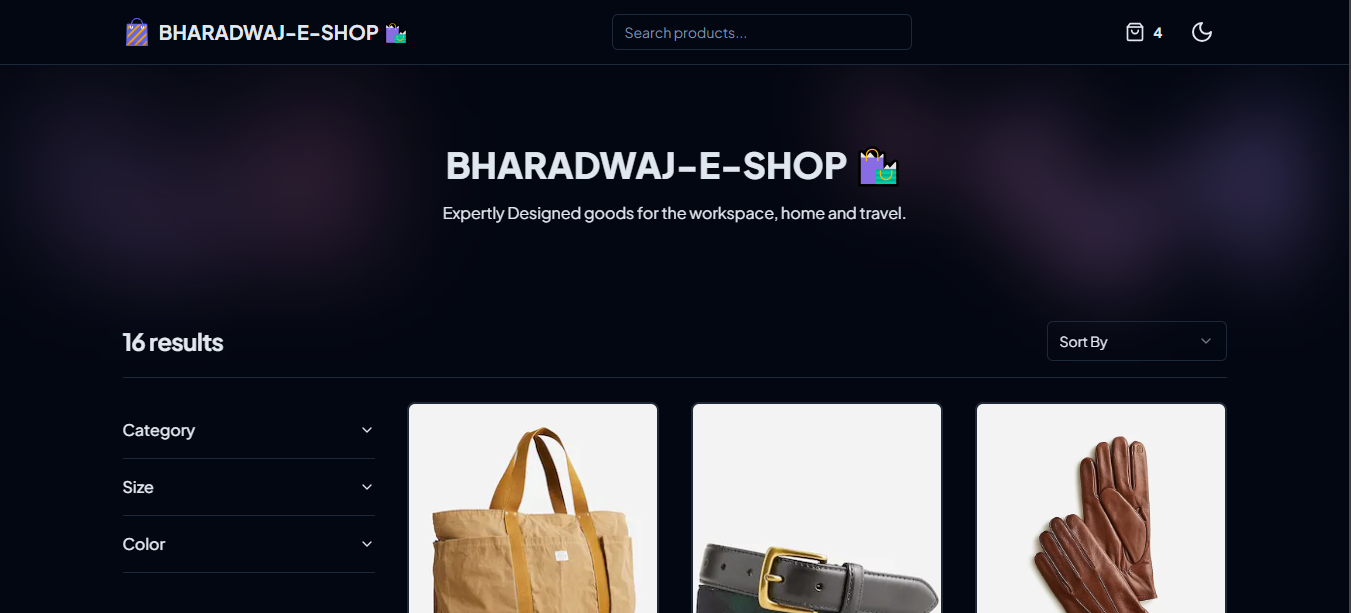 BHARADWAJ-E-SHOP
Search products...
4
BHARADWAJ-E-SHOP
Expertly Designed goods for the workspace, home and travel.
16 results
Sort By
Category
Size
Color